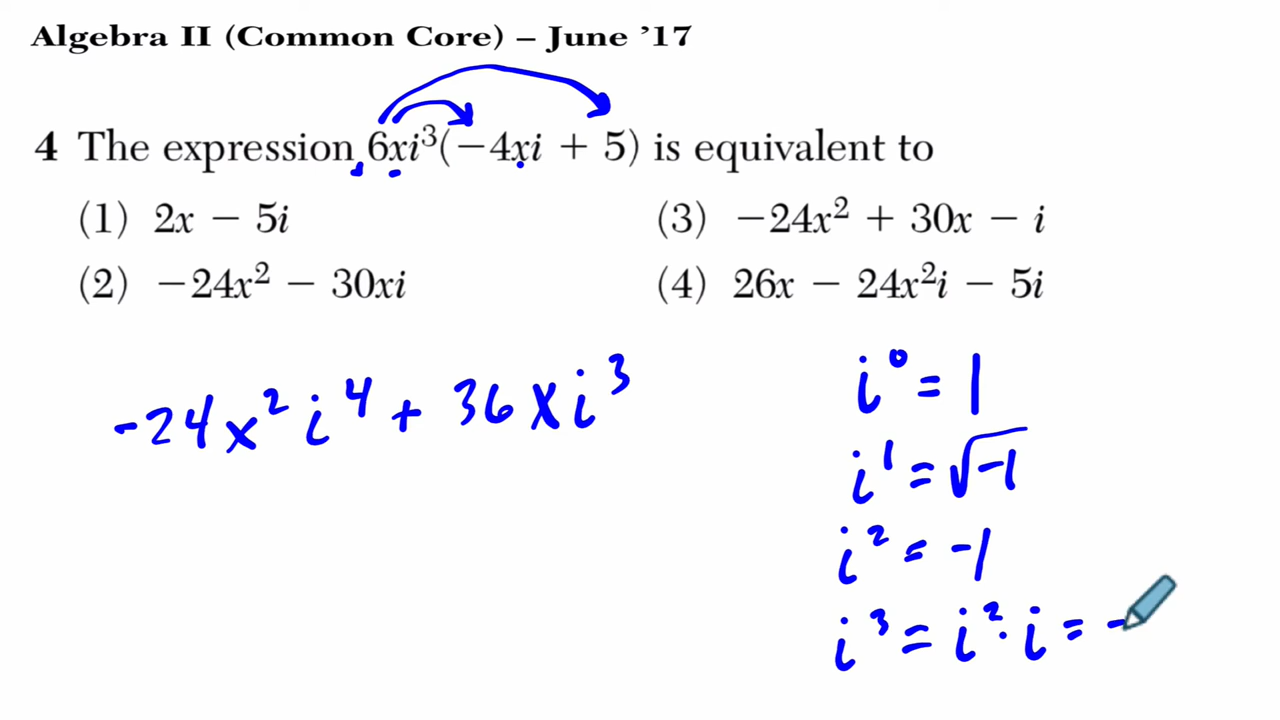 Algebra II (Common Core) – June ’17
4 The expression 6xi³(−4xi + 5) is equivalent to
(1) 2x − 5i
(3) −24x² + 30x − i
(2) −24x² − 30xi
(4) 26x − 24x²i − 5i
-24x²i⁴ + 36xi³
i⁰ = 1
i¹ = √-1
i² = -1
i³ = i² · i = -